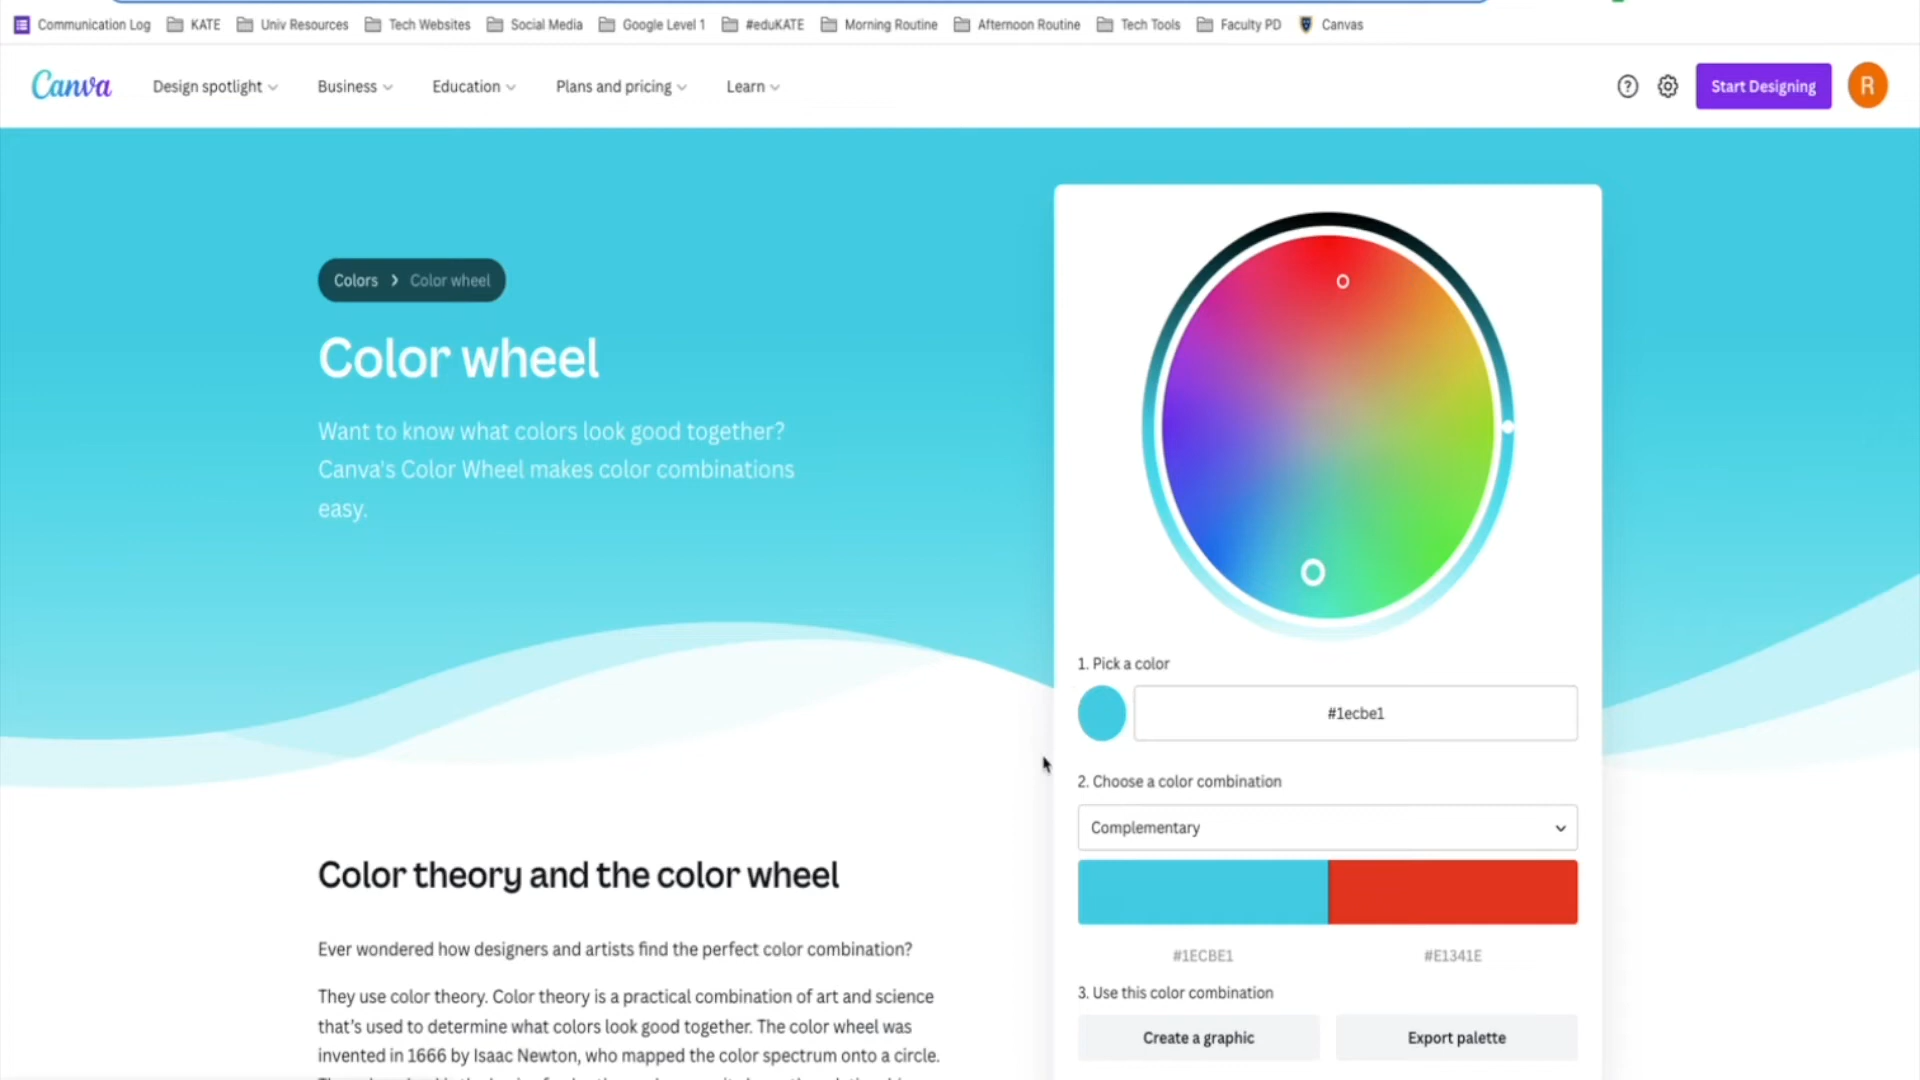 Communication Log KATE Univ Resources Tech Websites Social Media Google Level 1 #eduKATE Morning Routine Afternoon Routine Tech Tools Faculty PD Canvas
Canva Design spotlight Business Education Plans and pricing Learn ? Start Designing R
Colors > Color wheel
Color wheel
Want to know what colors look good together?
Canva's Color Wheel makes color combinations
easy.
1. Pick a color
#1ecbe1
2. Choose a color combination
Complementary
#1ECBE1 #E1341E
3. Use this color combination
Create a graphic Export palette
Color theory and the color wheel
Ever wondered how designers and artists find the perfect color combination?
They use color theory. Color theory is a practical combination of art and science
that's used to determine what colors look good together. The color wheel was
invented in 1666 by Isaac Newton, who mapped the color spectrum onto a circle.